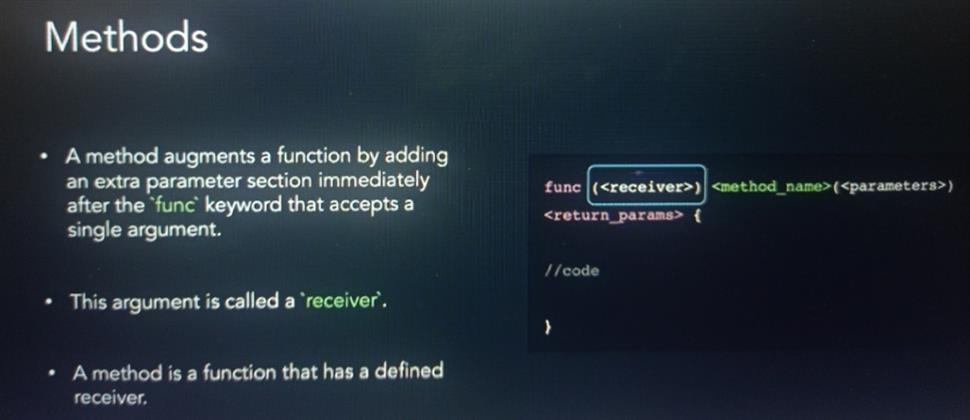 Methods
• A method augments a function by adding
an extra parameter section immediately
after the `func` keyword that accepts a
single argument.
• This argument is called a `receiver`.
• A method is a function that has a defined
receiver.
func (<receiver>) <method_name>(<parameters>)
<return_params> {
//code
}